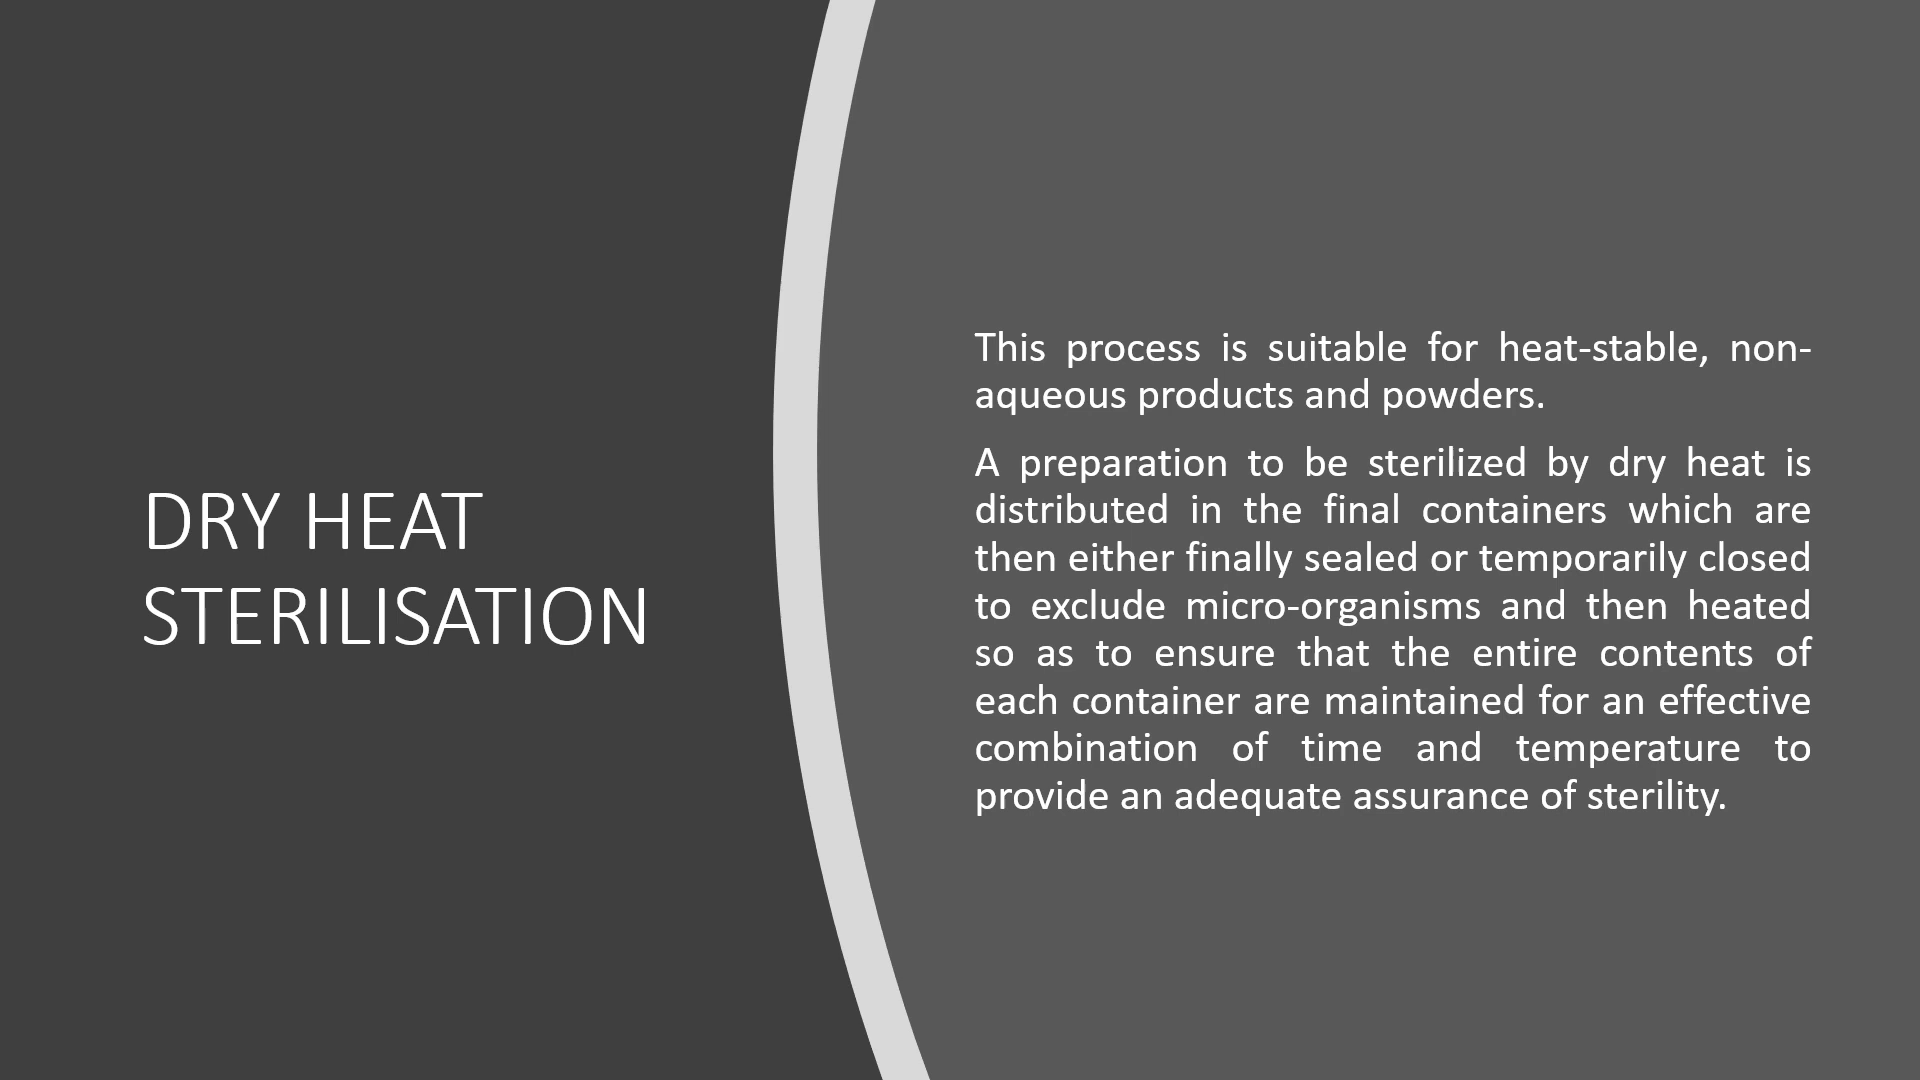 DRY HEAT
STERILISATION
This process is suitable for heat-stable, non-
aqueous products and powders.
A preparation to be sterilized by dry heat is
distributed in the final containers which are
then either finally sealed or temporarily closed
to exclude micro-organisms and then heated
so as to ensure that the entire contents of
each container are maintained for an effective
combination of time and temperature to
provide an adequate assurance of sterility.